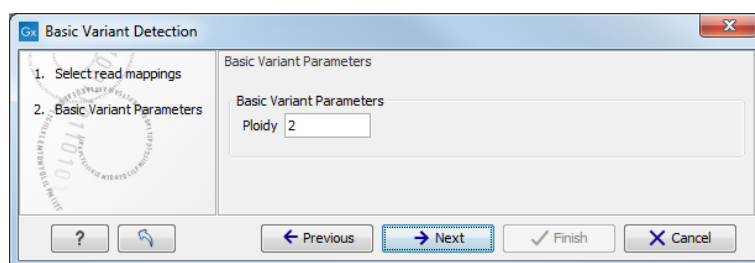 Gx Basic Variant Detection X
1. Select read mappings
2. Basic Variant Parameters
Basic Variant Parameters
Basic Variant Parameters
Ploidy 2
? Previous Next Finish Cancel